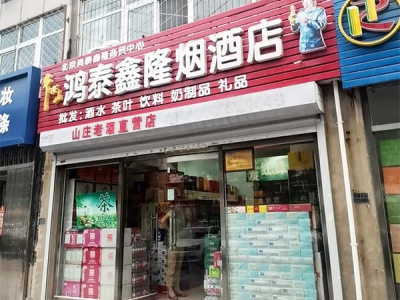 北京鸿泰鑫隆商贸中心
鸿泰鑫隆烟酒店
批发:酒水 茶叶 饮料 奶制品 礼品
山庄老酒直营店
妆
涤
茶